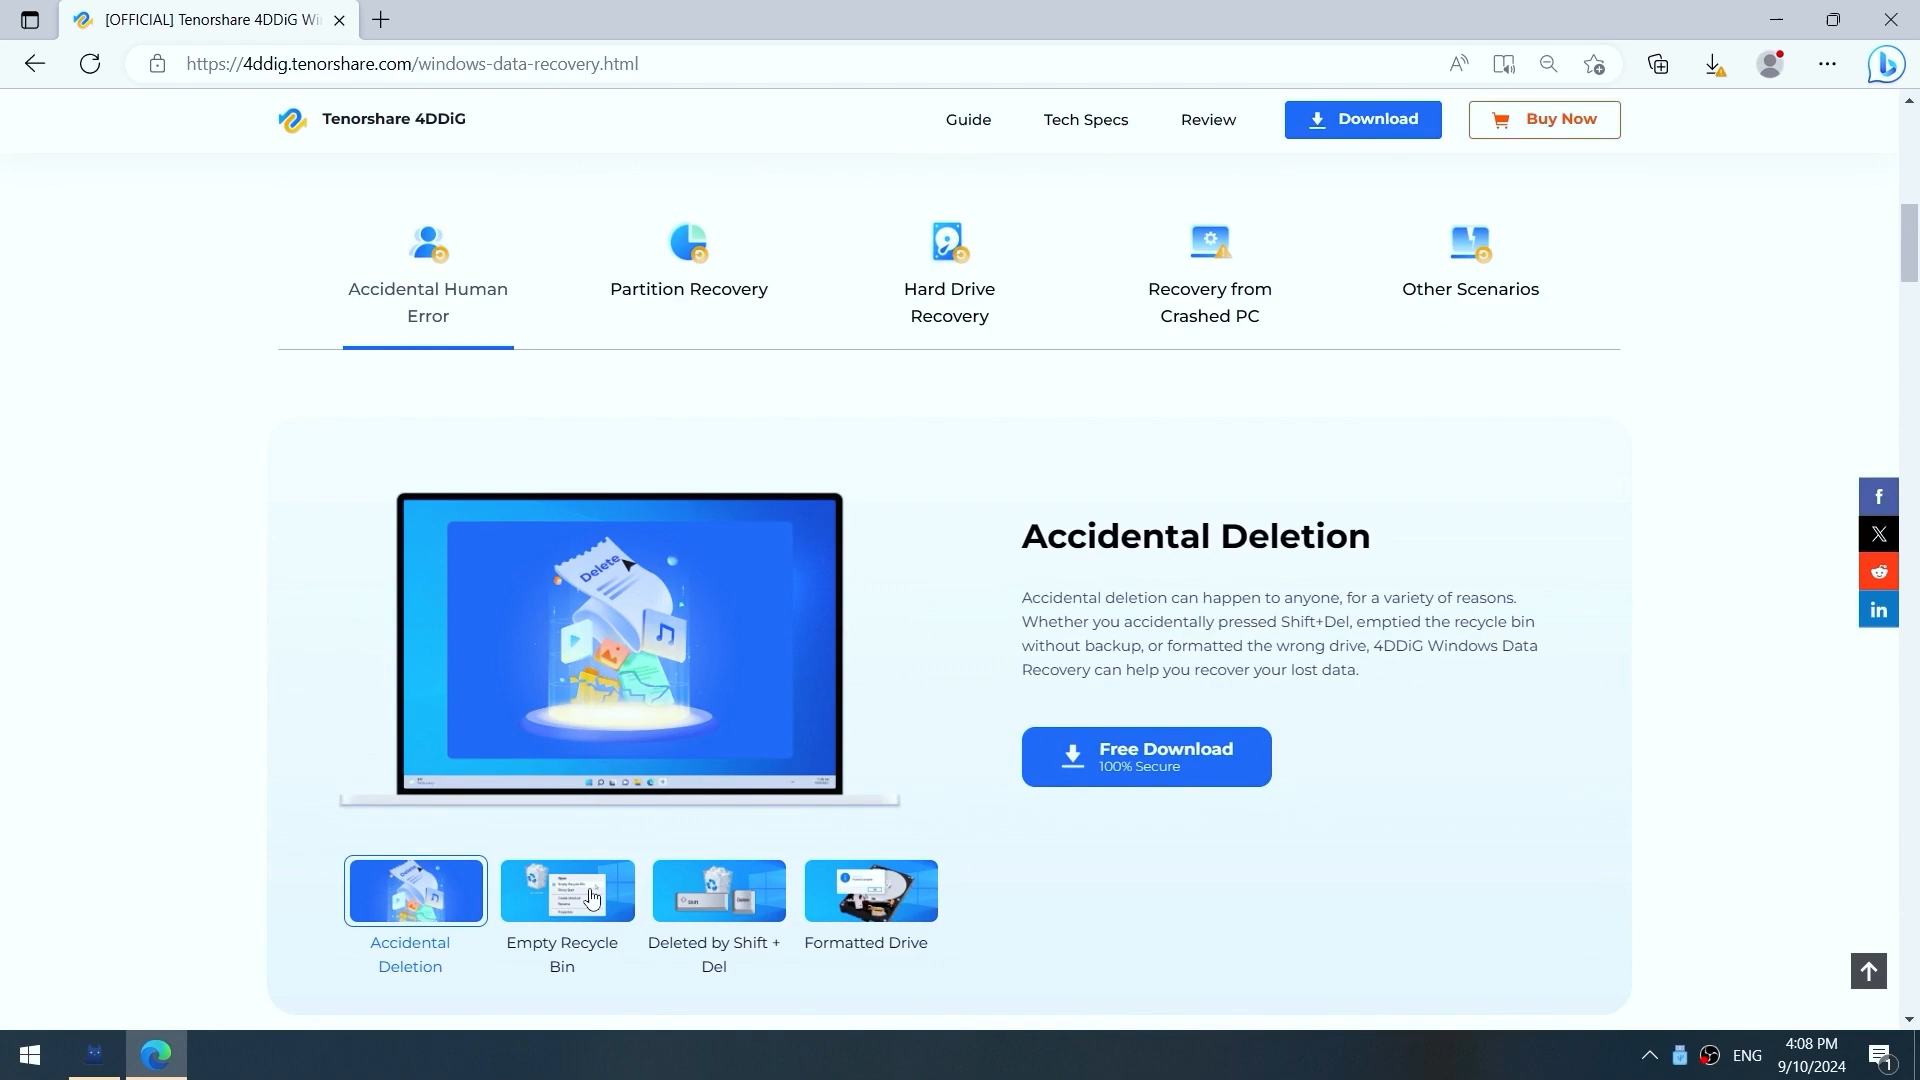 [OFFICIAL] Tenorshare 4DDiG Wi
https://4ddig.tenorshare.com/windows-data-recovery.html
Tenorshare 4DDiG
Guide
Tech Specs
Review
Download
Buy Now
Accidental Human
Error
Partition Recovery
Hard Drive
Recovery
Recovery from
Crashed PC
Other Scenarios
Delete
Accidental Deletion
Accidental deletion can happen to anyone, for a variety of reasons.
Whether you accidentally pressed Shift+Del, emptied the recycle bin
without backup, or formatted the wrong drive, 4DDiG Windows Data
Recovery can help you recover your lost data.
Free Download
100% Secure
Accidental
Deletion
Empty Recycle
Bin
Deleted by Shift +
Del
Formatted Drive
ENG
4:08 PM
9/10/2024
1